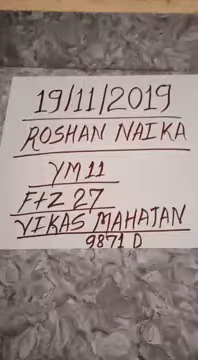 19/11/2019
ROSHAN NAIKA
YM 11
F+Z 27
VIKAS MAHAJAN
9871 D